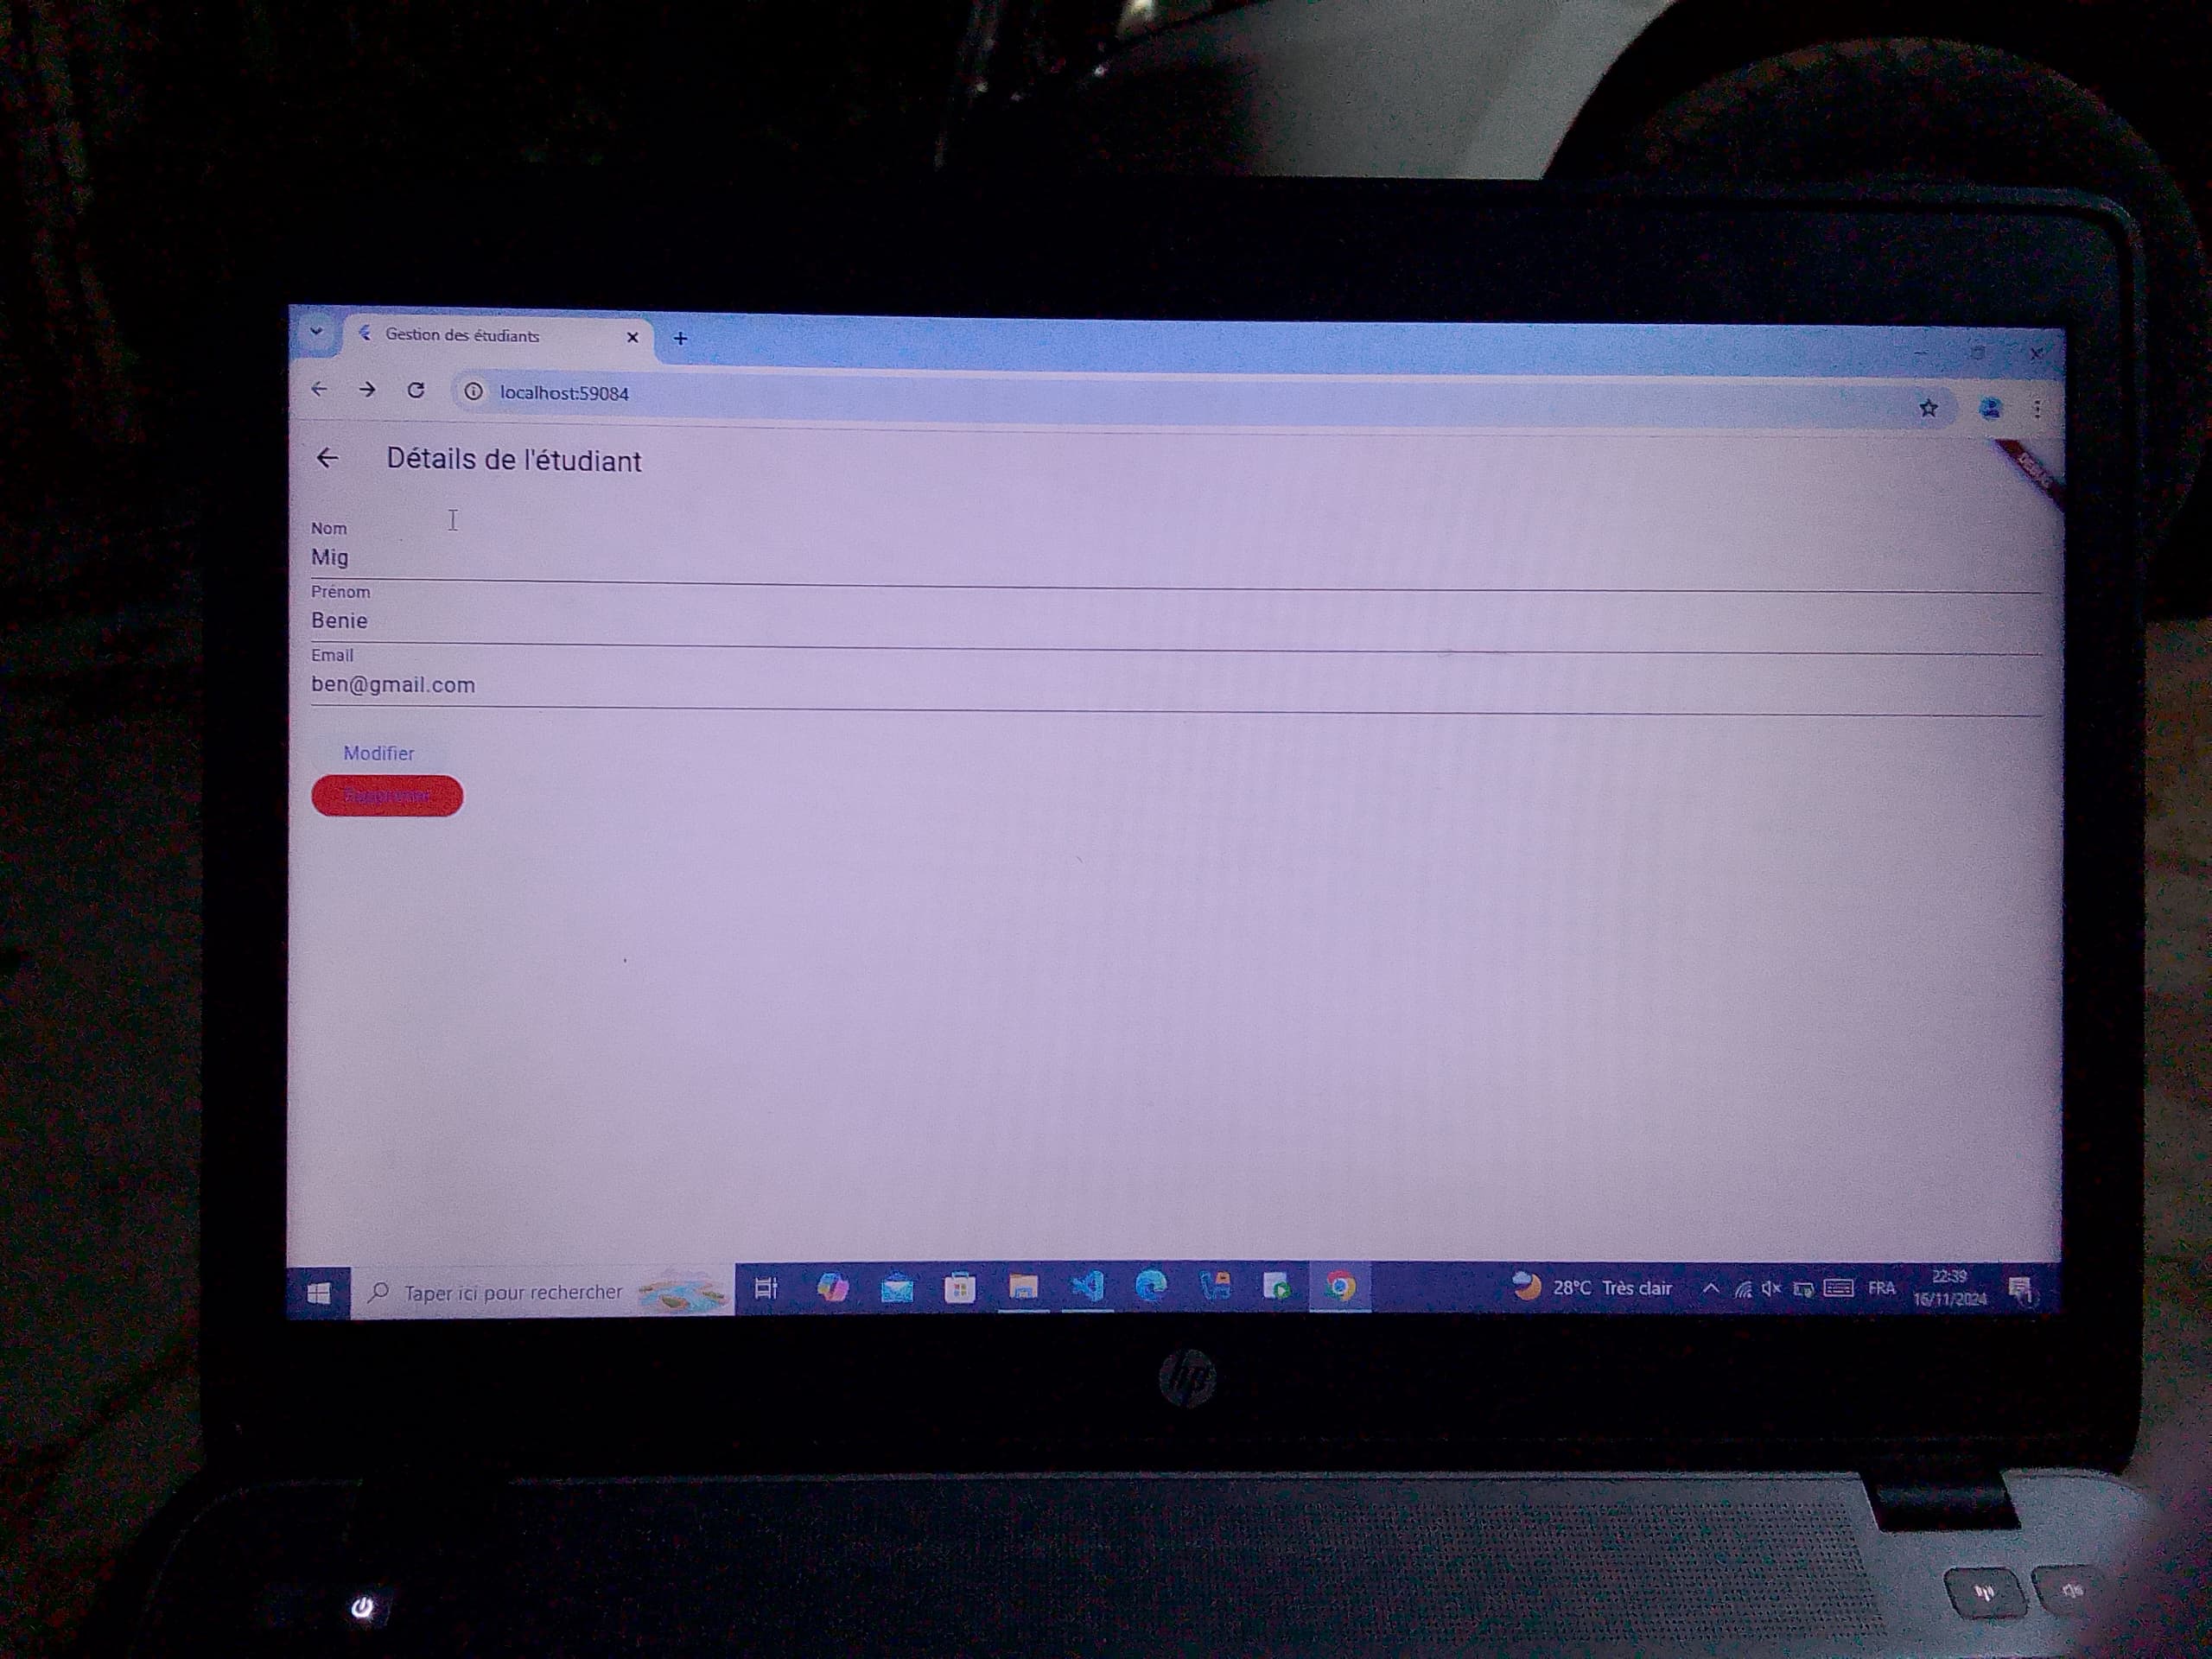 Gestion des étudiants
localhost:59084
Détails de l'étudiant
Nom
Mig
Prénom
Benie
Email
ben@gmail.com
Modifier
Supprimer
Taper ici pour rechercher
28°C Très clair
FRA
22:39
16/11/2024
hp